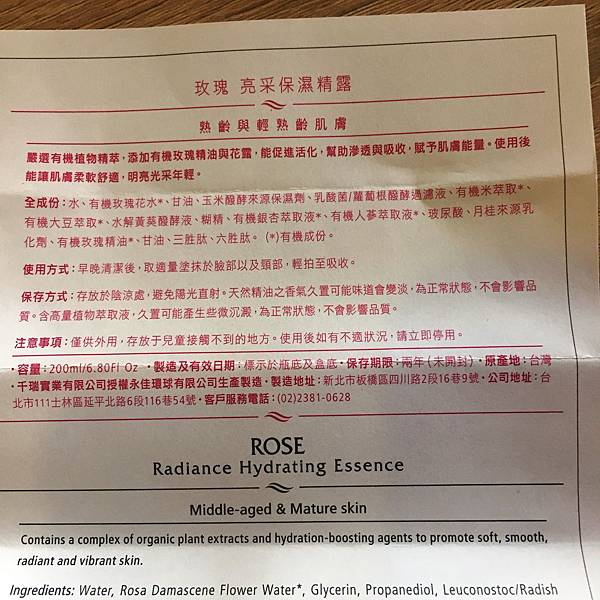 玫瑰 亮采保濕精露
熟齡與輕熟齡肌膚
嚴選有機植物精萃，添加有機玫瑰精油與花露，能促進活化，幫助滲透與吸收，賦予肌膚能量。使用後
能讓肌膚柔軟舒適，明亮光采年輕。
全成份：水、有機玫瑰花水*、甘油、玉米醱酵來源保濕劑、乳酸菌/蘿蔔根醱酵過濾液、有機米萃取*、
有機大豆萃取*、水解黃葵醱酵液、糊精、有機銀杏萃取液*、有機人蔘萃取液*、玻尿酸、月桂來源乳
化劑、有機玫瑰精油*、甘油、三胜肽、六胜肽。 (*)有機成份。
使用方式：早晚清潔後，取適量塗抹於臉部以及頸部，輕拍至吸收。
保存方式：存放於陰涼處，避免陽光直射。天然精油之香氣久置可能味道會變淡，為正常狀態，不會影響品
質。含高量植物萃取液，久置可能產生些微沉澱，為正常狀態，不會影響品質。
注意事項：僅供外用，存放于兒童接觸不到的地方。使用後如有不適狀況，請立即停用。
•容量：200ml/6.80Fl Oz •製造及有效日期：標示於瓶底及盒底•保存期限：兩年（未開封）•原產地：台灣
•千瑞實業有限公司授權永佳環球有限公司生產製造•製造地址：新北市板橋區四川路2段16巷9號•公司地址：台
北市111士林區延平北路6段116巷54號•客戶服務電話：(02)2381-0628
ROSE
Radiance Hydrating Essence
Middle-aged & Mature skin
Contains a complex of organic plant extracts and hydration-boosting agents to promote soft, smooth,
radiant and vibrant skin.
Ingredients: Water, Rosa Damascene Flower Water*, Glycerin, Propanediol, Leuconostoc/Radish